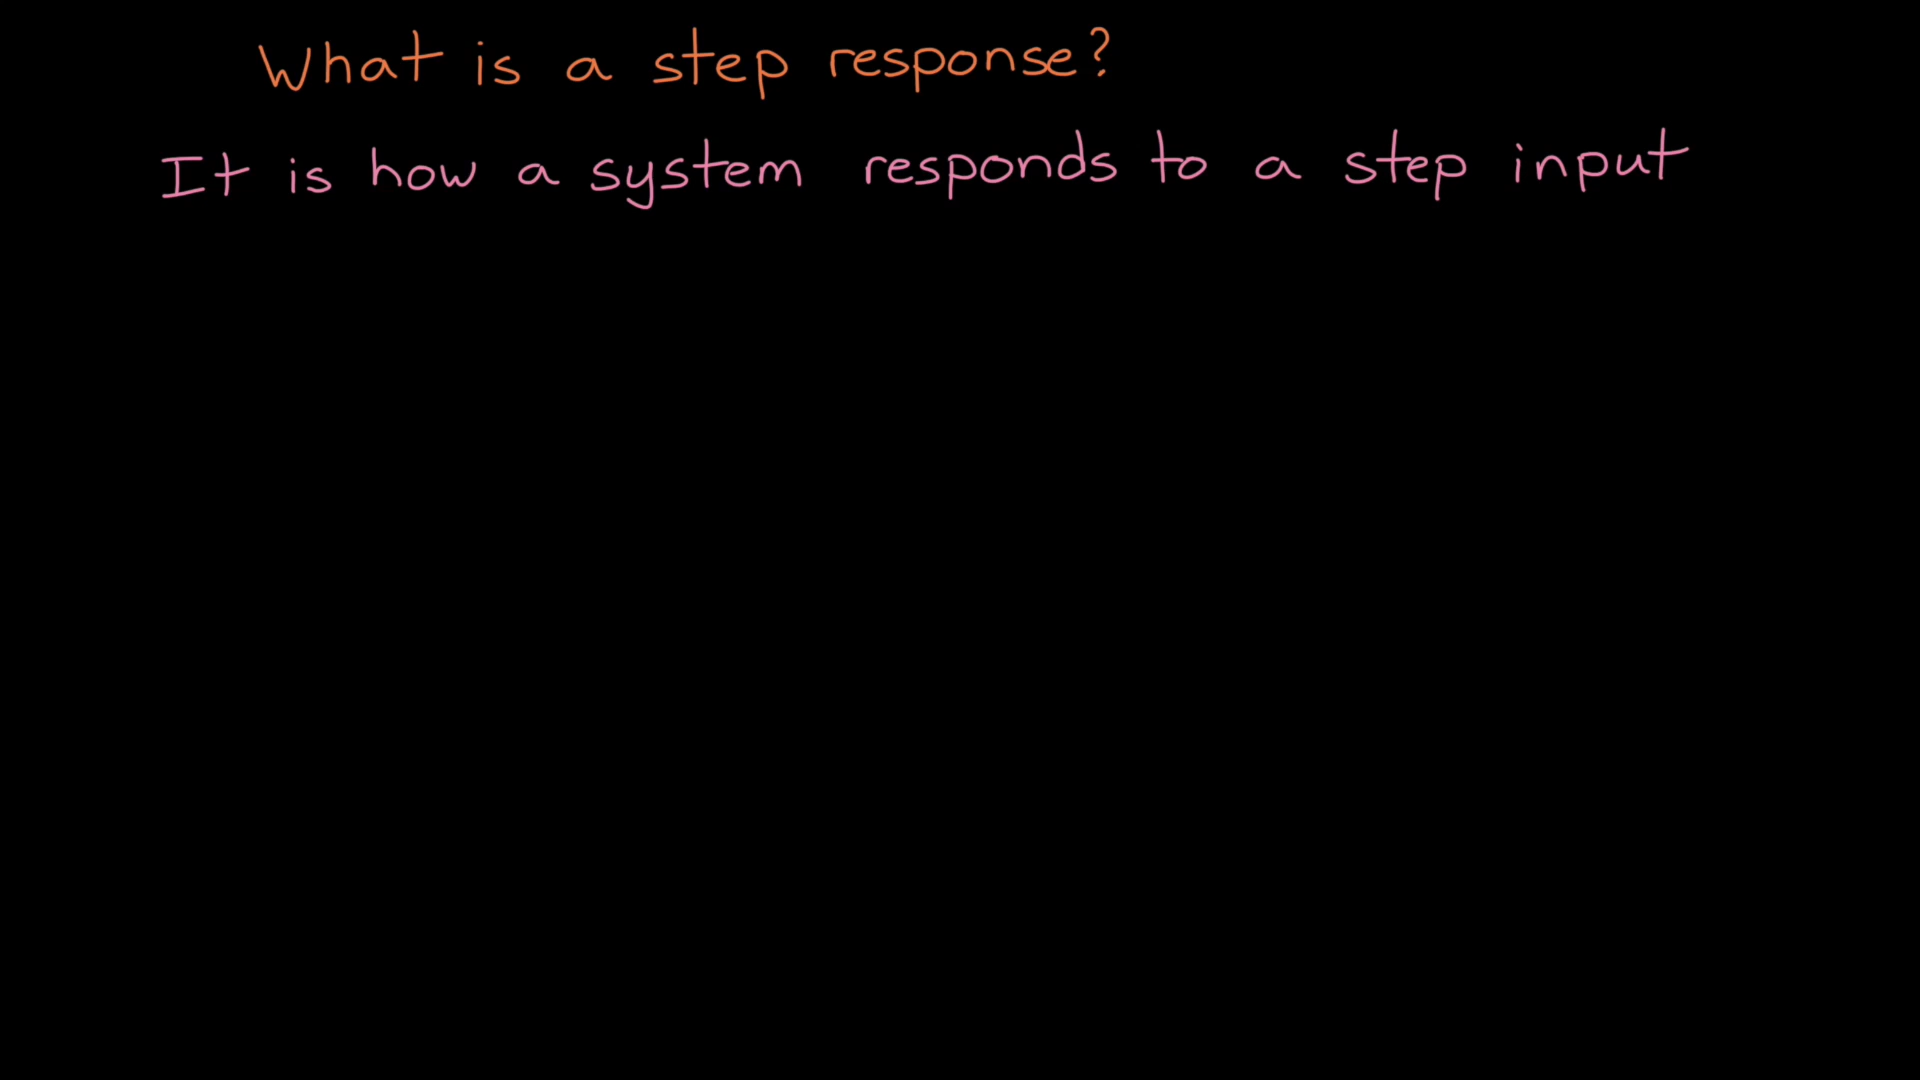 What is a step response?
It is how a system responds to a step input